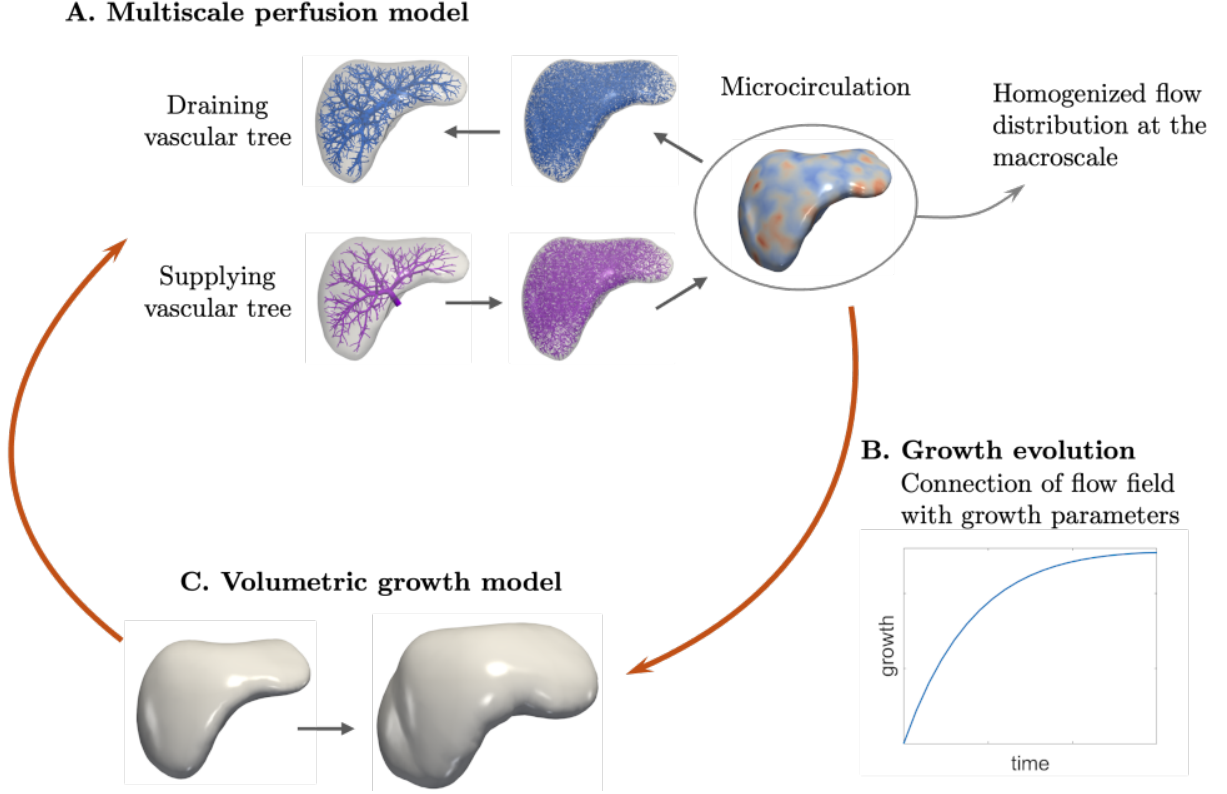 A. Multiscale perfusion model
Draining
vascular tree
Microcirculation
Homogenized flow
distribution at the
macroscale
Supplying
vascular tree
B. Growth evolution
Connection of flow field
with growth parameters
C. Volumetric growth model
growth
time